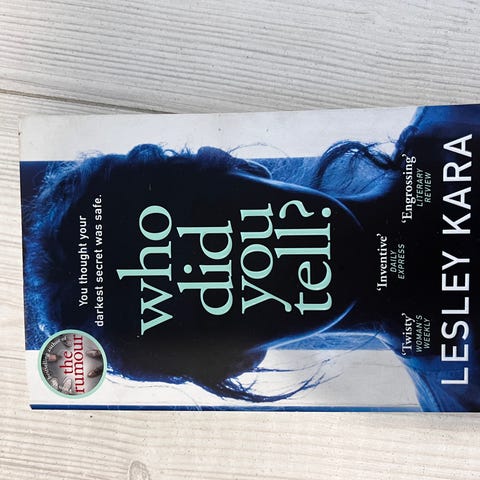 You thought your
darkest secret was safe.
the
rumour
who
did
you
tell?
'Twisty'
WOMAN'S
WEEKLY
'Inventive'
DAILY
EXPRESS
'Engrossing'
LITERARY
REVIEW
LESLEY KARA